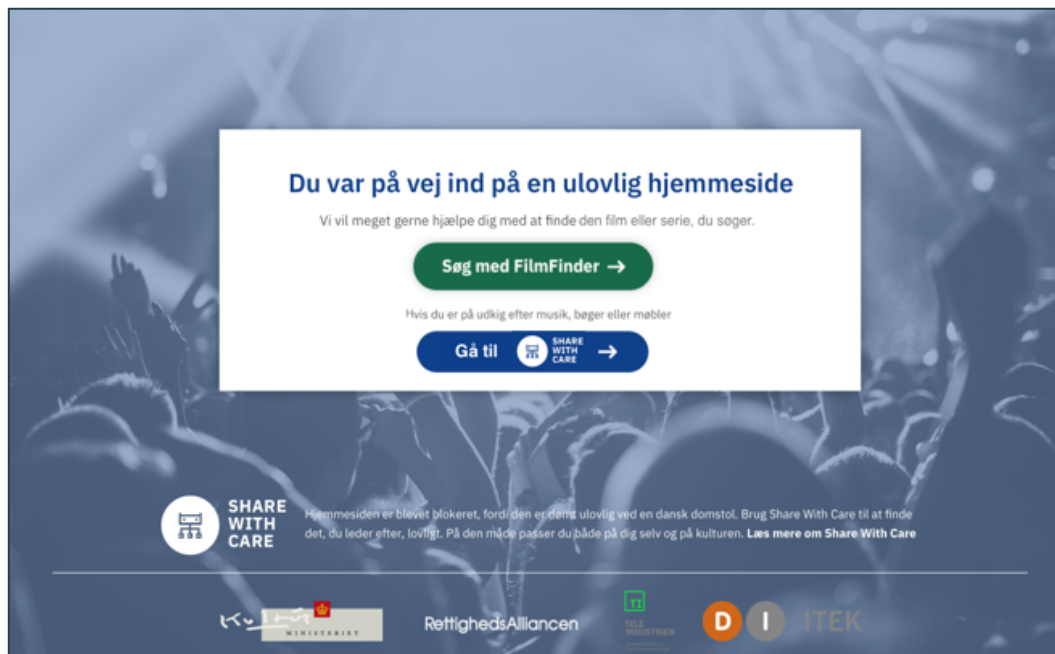 Du var på vej ind på en ulovlig hjemmeside
Vi vil meget gerne hjælpe dig med at finde den film eller serie, du søger.
Søg med FilmFinder →
Hvis du er på udkig efter musik, bøger eller møbler
Gå til SHARE WITH CARE →
SHARE
WITH
CARE
Hjemmesiden er blevet blokeret, fordi den er dømt ulovlig ved en dansk domstol. Brug Share With Care til at finde
det, du leder efter, lovligt. På den måde passer du både på dig selv og på kulturen. Læs mere om Share With Care
Kultur
MINISTERIET
RettighedsAlliancen
TI
TELE
INDUSTRIEN
D I ITEK